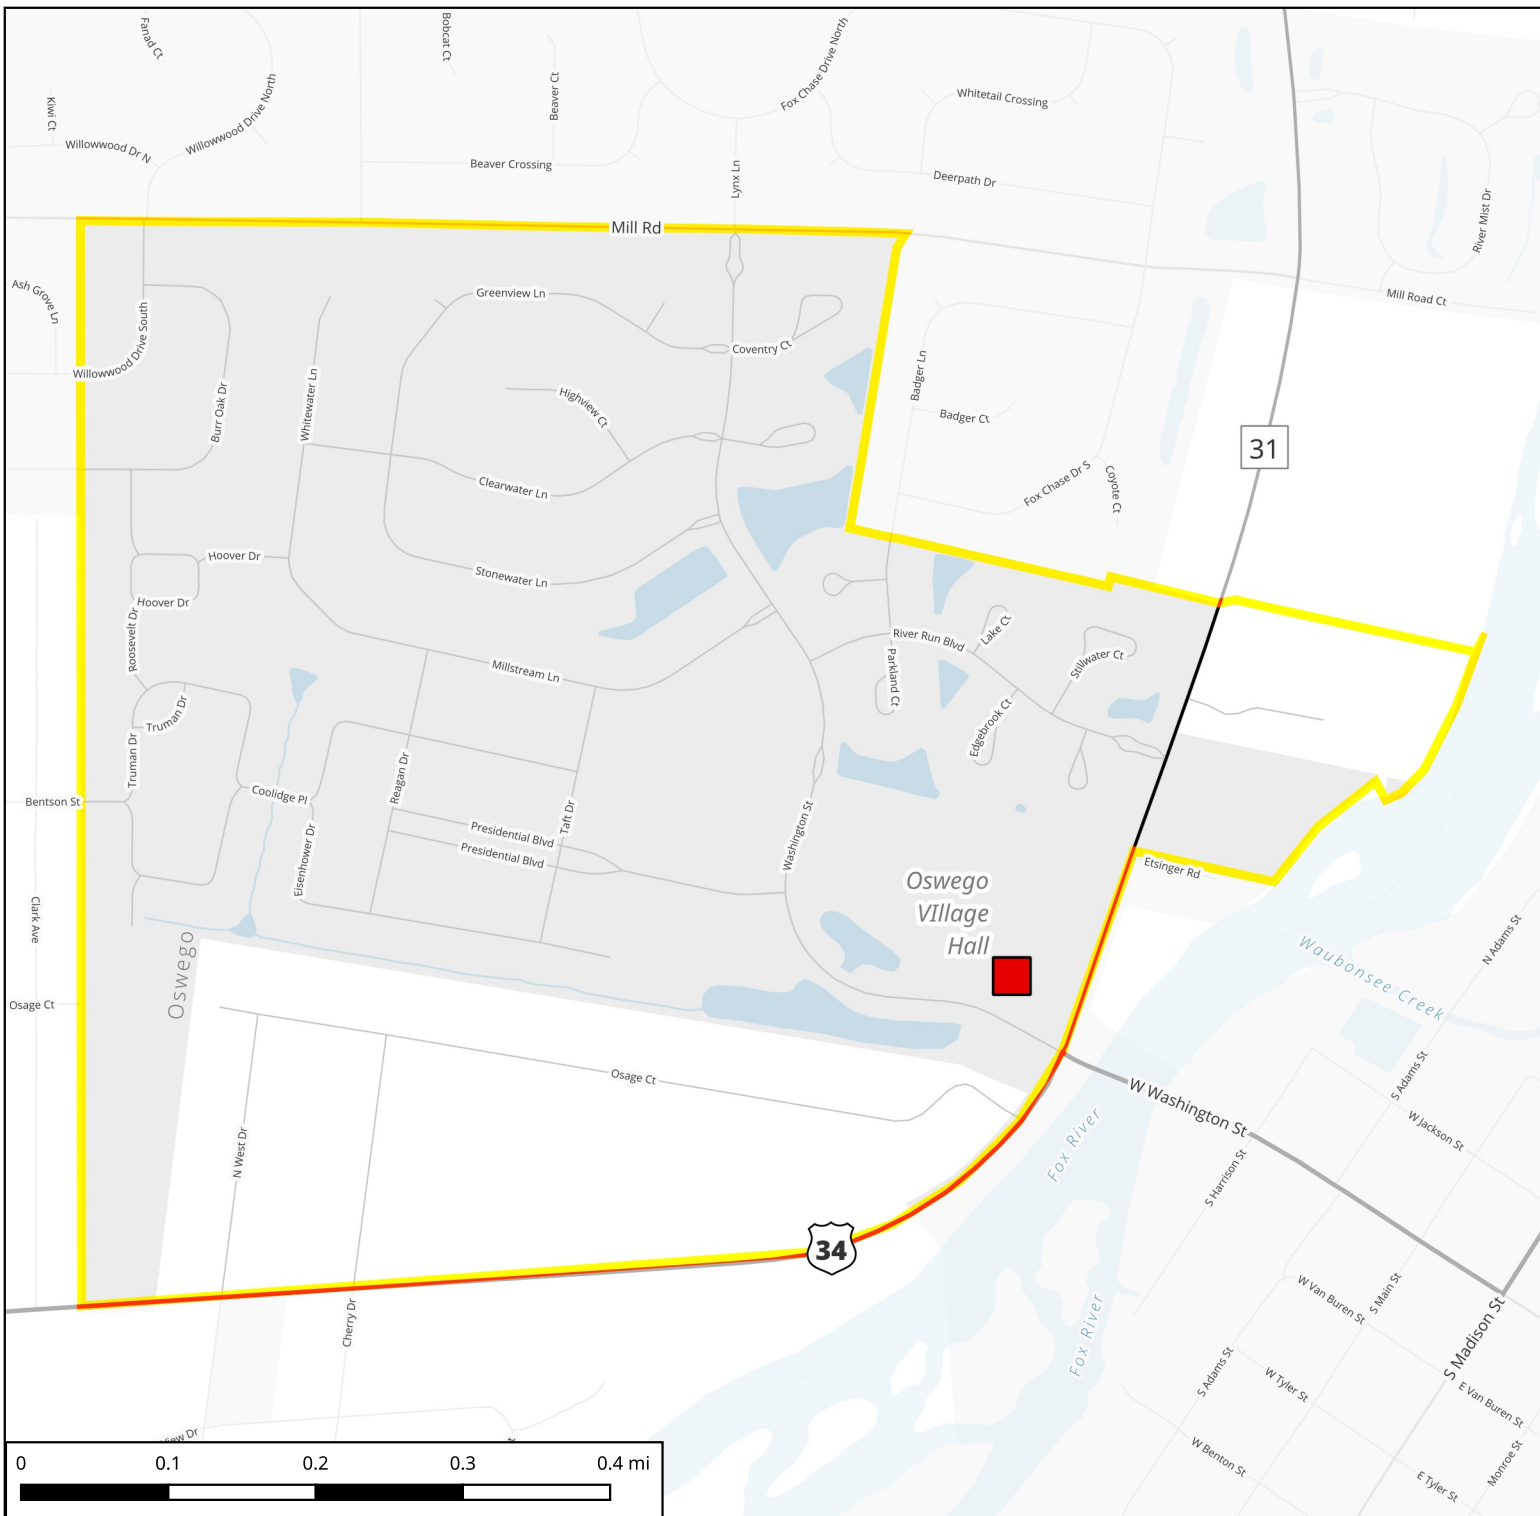 Fanad Ct
Bobcat Ct
Kiwi Ct
Willowwood Dr N
Willowwood Drive North
Beaver Ct
Beaver Crossing
Fox Chase Drive North
Whitetail Crossing
Lynx Ln
Deerpath Dr
River Mist Dr
Mill Rd
Mill Road Ct
Ash Grove Ln
Willowwood Drive South
Greenview Ln
Coventry Ct
Burr Oak Dr
Whitewater Ln
Highview Ct
Badger Ln
Badger Ct
31
Clearwater Ln
Fox Chase Dr S
Coyote Ct
Hoover Dr
Stonewater Ln
Hoover Dr
Roosevelt Dr
River Run Blvd
Lake Ct
Stillwater Ct
Millstream Ln
Parkland Ct
Truman Dr
Edgebrook Ct
Truman Dr
Reagan Dr
Bentson St
Coolidge Pl
Taft Dr
Presidential Blvd
Presidential Blvd
Washington St
Eisenhower Dr
Etsinger Rd
Oswego
VIllage
Hall
Clark Ave
Oswego
N Adams St
Waubonsee Creek
Osage Ct
Osage Ct
S Adams St
W Washington St
W Jackson St
Fox River
N West Dr
S Harrison St
34
W Van Buren St
S Main St
Cherry Dr
Fox River
S Madison St
S Adams St
W Tyler St
E Van Buren St
View Dr
W Benton St
Monroe St
E Tyler St
0 0.1 0.2 0.3 0.4 mi